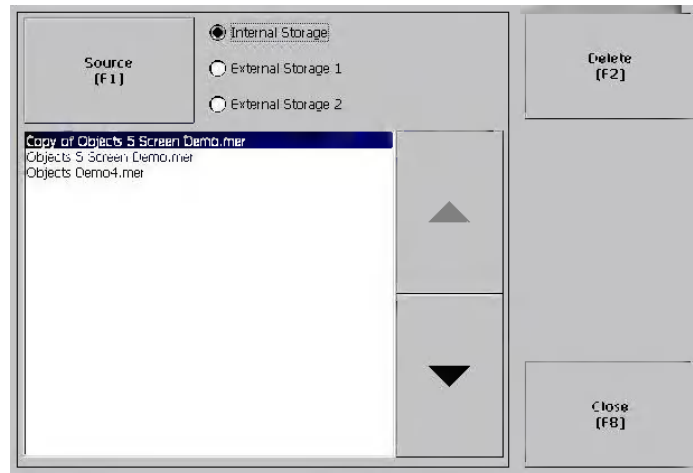 Source
[F1]
Internal Storage
External Storage 1
External Storage 2
Delete
[F2]
Copy of Objects 5 Screen Demo.mer
Objects 5 Screen Demo.mer
Objects Demo4.mer
Close
[F8]